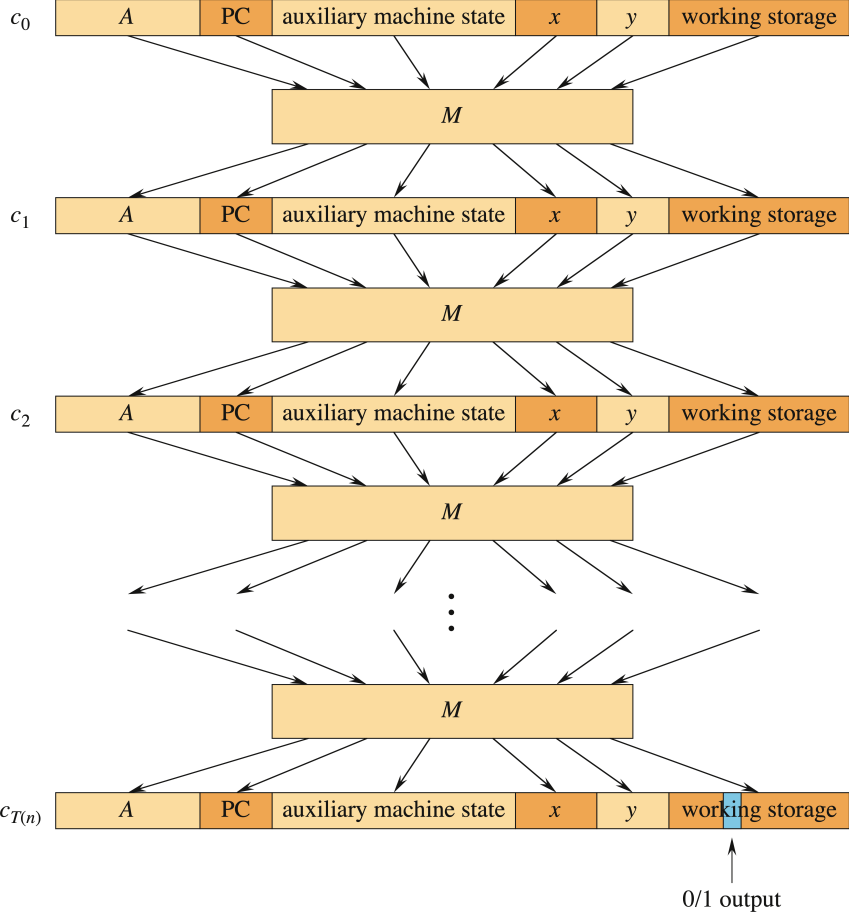 c0 A PC auxiliary machine state x y working storage
M
c1 A PC auxiliary machine state x y working storage
M
c2 A PC auxiliary machine state x y working storage
M
M
cT(n) A PC auxiliary machine state x y working storage
0/1 output